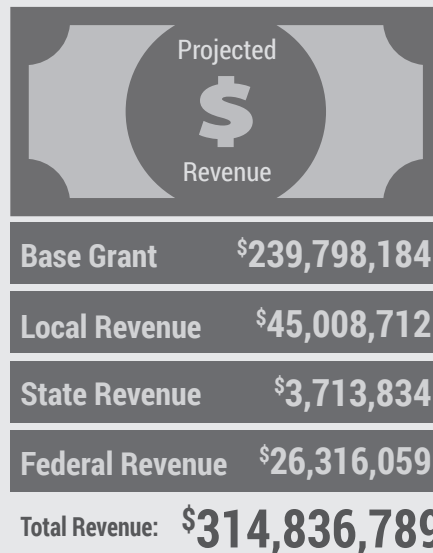 Projected
$
Revenue
Base Grant $239,798,184
Local Revenue $45,008,712
State Revenue $3,713,834
Federal Revenue $26,316,059
Total Revenue: $314,836,789